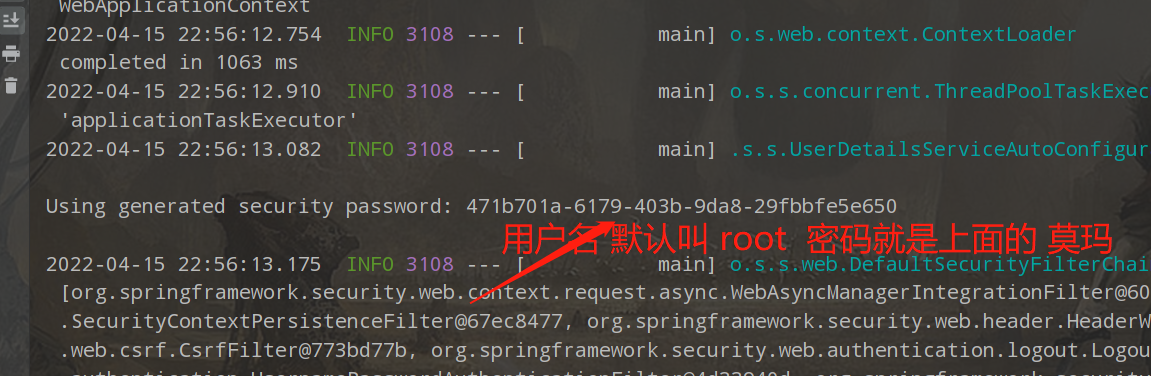 WebApplicationContext
2022-04-15 22:56:12.754  INFO 3108 --- [           main] o.s.web.context.ContextLoader
completed in 1063 ms
2022-04-15 22:56:12.910  INFO 3108 --- [           main] o.s.s.concurrent.ThreadPoolTaskExec
'applicationTaskExecutor'
2022-04-15 22:56:13.082  INFO 3108 --- [           main] .s.s.UserDetailsServiceAutoConfigur
Using generated security password: 471b701a-6179-403b-9da8-29fbbfe5e650
用户名 默认叫 root 密码就是上面的 莫玛
2022-04-15 22:56:13.175  INFO 3108 --- [           main] o.s.s.web.DefaultSecurityFilterChai
[org.springframework.security.web.context.request.async.WebAsyncManagerIntegrationFilter@60
.SecurityContextPersistenceFilter@67ec8477, org.springframework.security.web.header.HeaderW
.web.csrf.CsrfFilter@773bd77b, org.springframework.security.web.authentication.logout.Logou